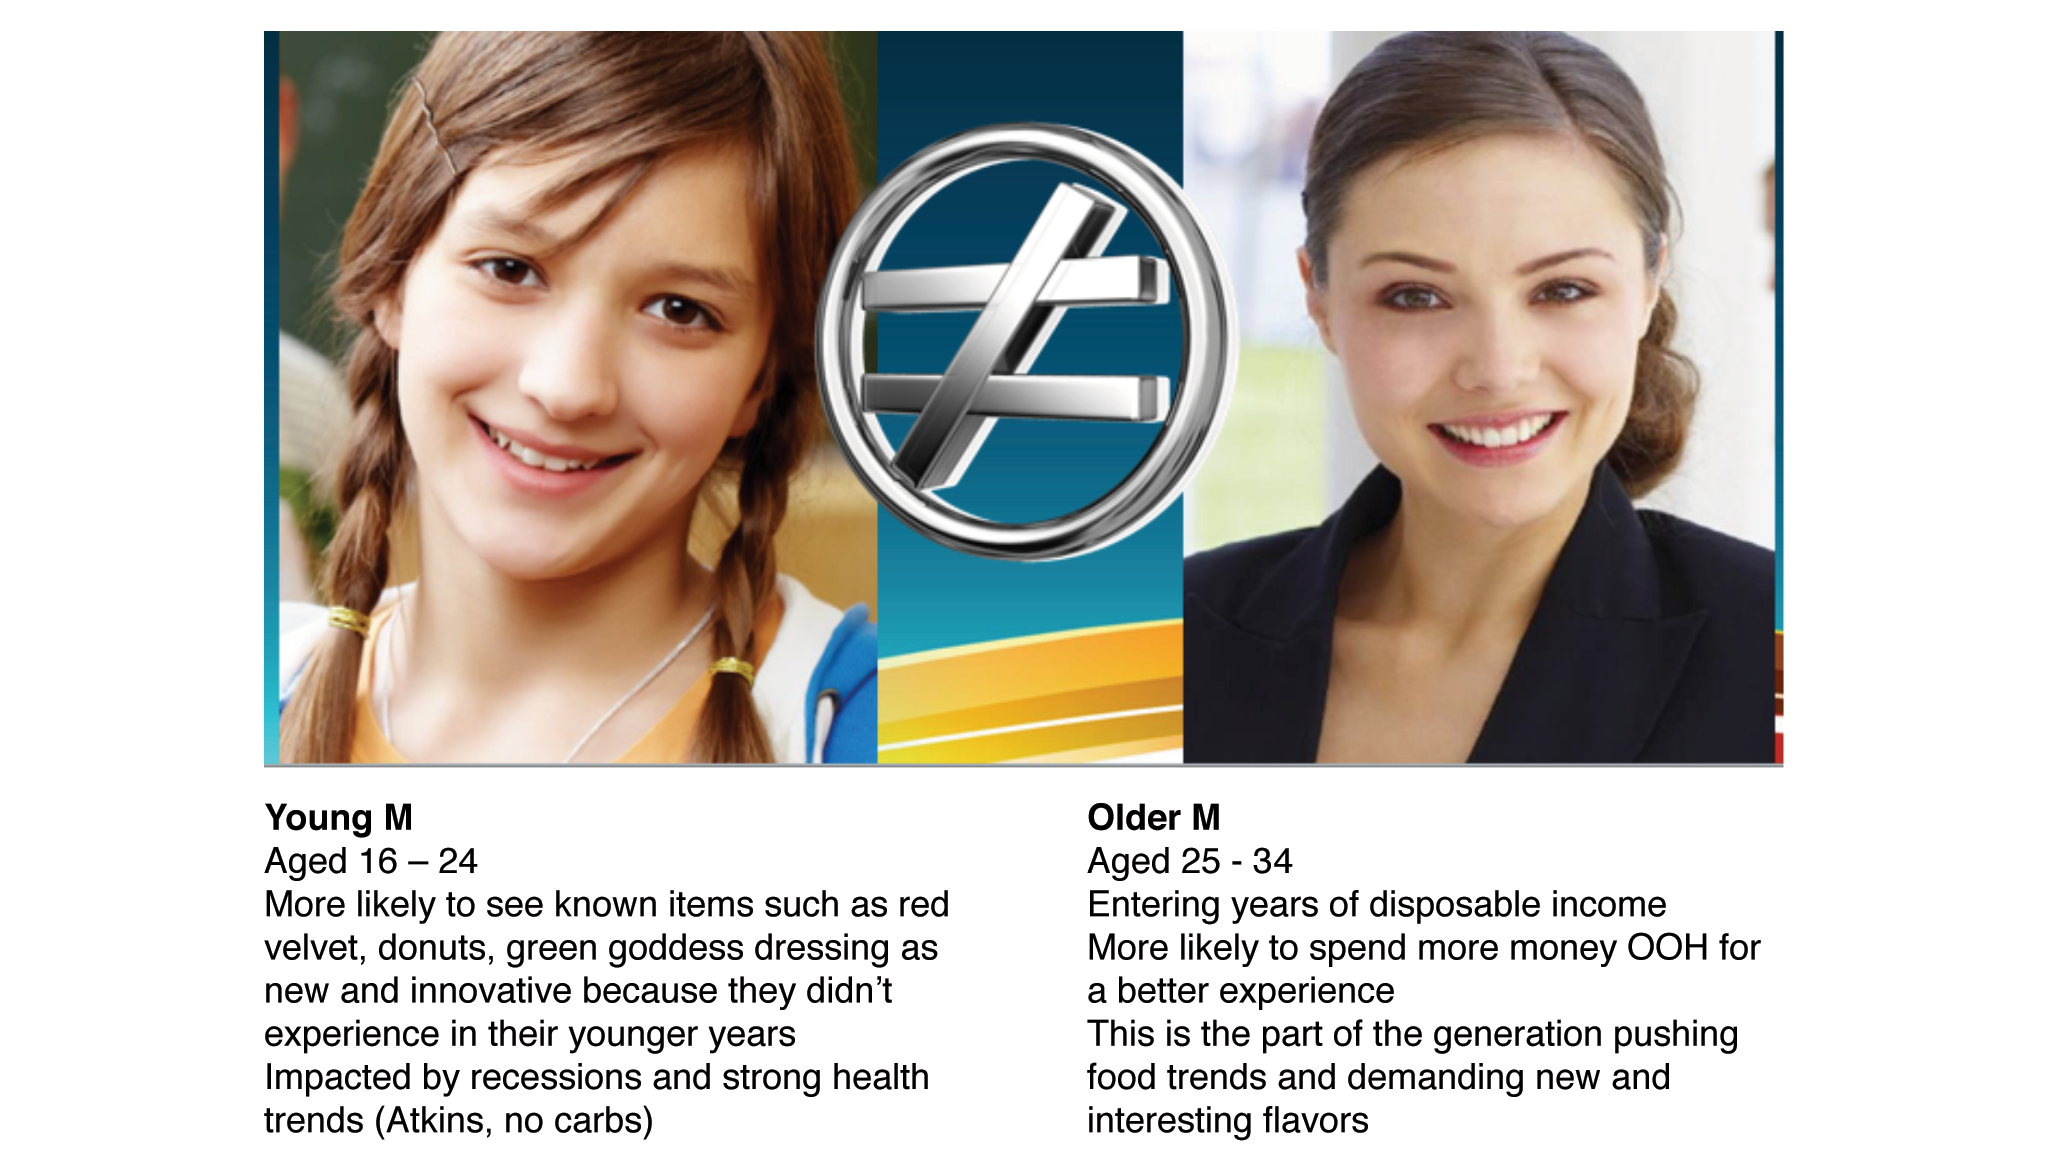 Young M
Aged 16 – 24
More likely to see known items such as red
velvet, donuts, green goddess dressing as
new and innovative because they didn’t
experience in their younger years
Impacted by recessions and strong health
trends (Atkins, no carbs)
Older M
Aged 25 - 34
Entering years of disposable income
More likely to spend more money OOH for
a better experience
This is the part of the generation pushing
food trends and demanding new and
interesting flavors